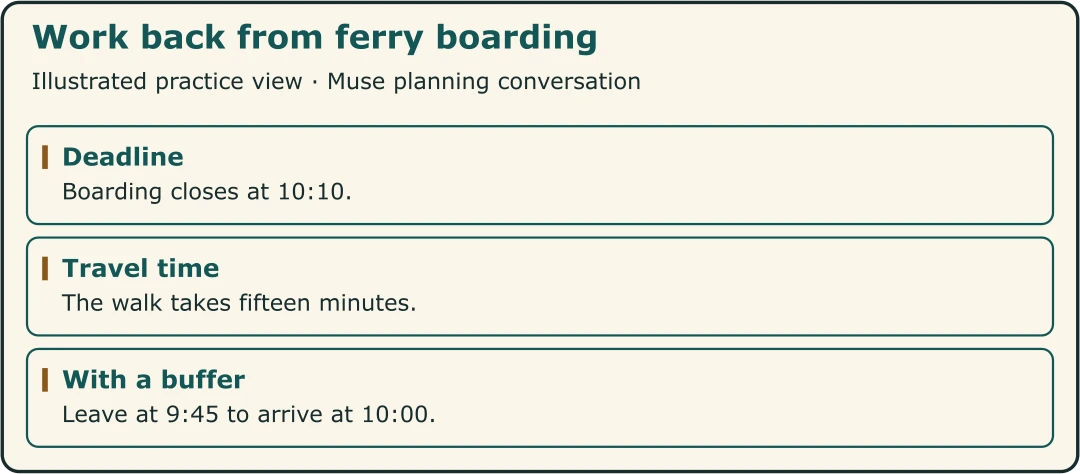 Work back from ferry boarding
Illustrated practice view · Muse planning conversation
Deadline
Boarding closes at 10:10.
Travel time
The walk takes fifteen minutes.
With a buffer
Leave at 9:45 to arrive at 10:00.